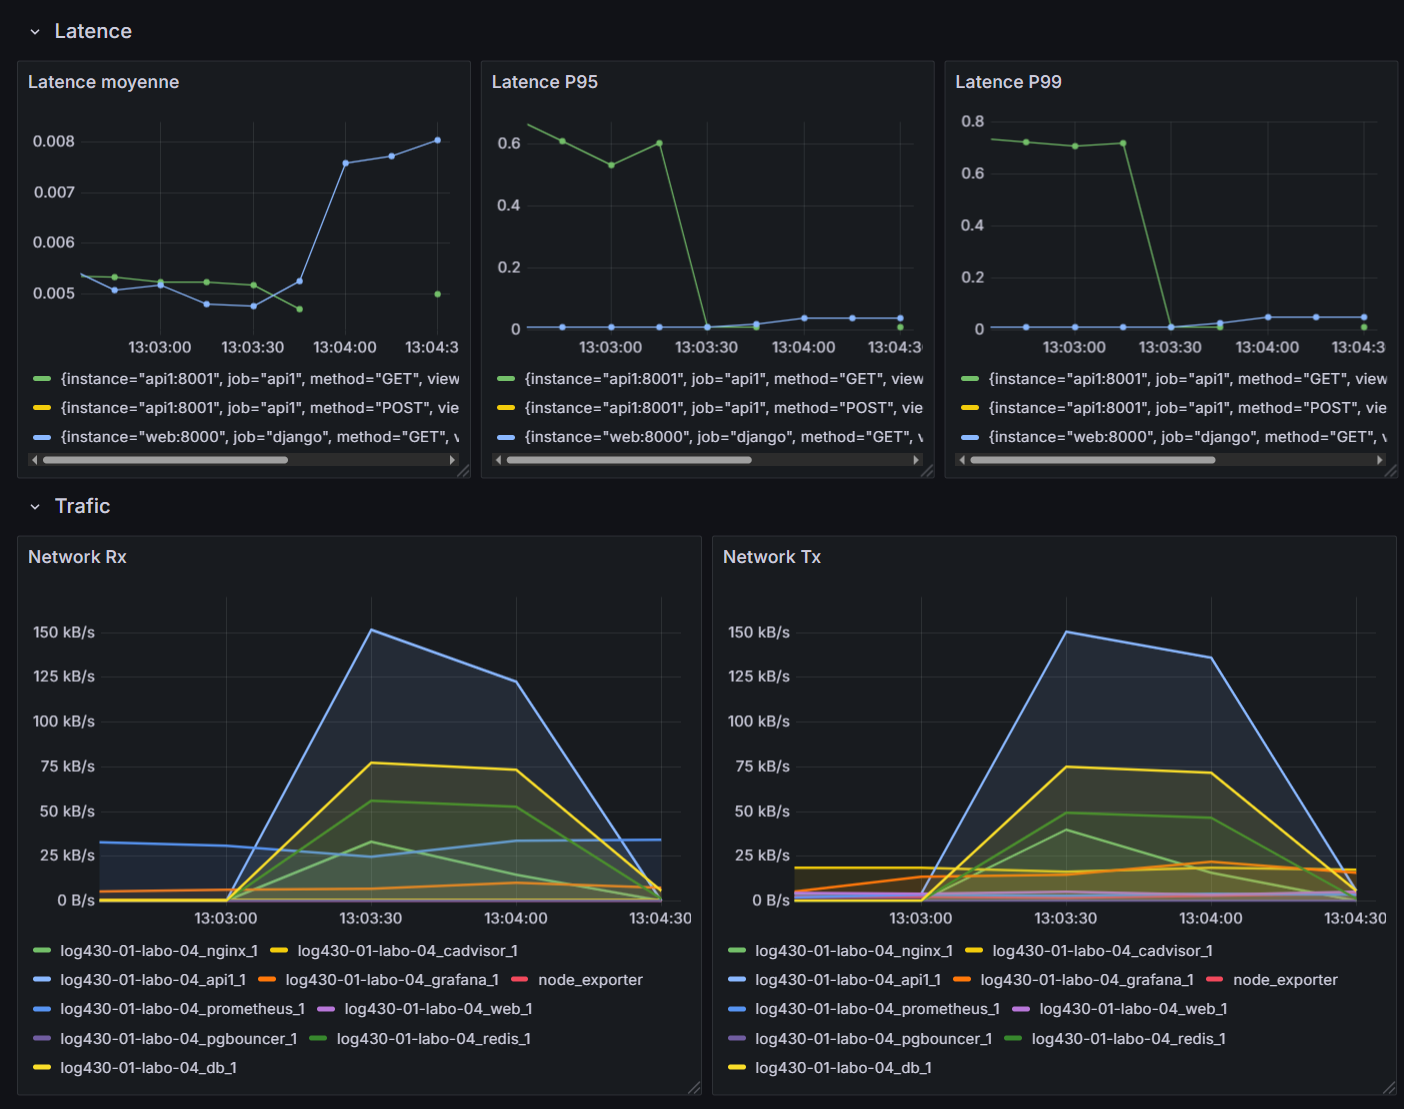 Latence
Latence moyenne
0.008
0.007
0.006
0.005
13:03:00 13:03:30 13:04:00 13:04:3
{instance="api1:8001", job="api1", method="GET", view
{instance="api1:8001", job="api1", method="POST", vie
{instance="web:8000", job="django", method="GET", v
Latence P95
0.6
0.4
0.2
0
13:03:00 13:03:30 13:04:00 13:04:3
{instance="api1:8001", job="api1", method="GET", view
{instance="api1:8001", job="api1", method="POST", vie
{instance="web:8000", job="django", method="GET", v
Latence P99
0.8
0.6
0.4
0.2
0
13:03:00 13:03:30 13:04:00 13:04:3
{instance="api1:8001", job="api1", method="GET", view
{instance="api1:8001", job="api1", method="POST", vie
{instance="web:8000", job="django", method="GET", v
Trafic
Network Rx
150 kB/s
125 kB/s
100 kB/s
75 kB/s
50 kB/s
25 kB/s
0 B/s
13:03:00 13:03:30 13:04:00 13:04:30
log430-01-labo-04_nginx_1 log430-01-labo-04_cadvisor_1
log430-01-labo-04_api1_1 log430-01-labo-04_grafana_1 node_exporter
log430-01-labo-04_prometheus_1 log430-01-labo-04_web_1
log430-01-labo-04_pgbouncer_1 log430-01-labo-04_redis_1
log430-01-labo-04_db_1
Network Tx
150 kB/s
125 kB/s
100 kB/s
75 kB/s
50 kB/s
25 kB/s
0 B/s
13:03:00 13:03:30 13:04:00 13:04:30
log430-01-labo-04_nginx_1 log430-01-labo-04_cadvisor_1
log430-01-labo-04_api1_1 log430-01-labo-04_grafana_1 node_exporter
log430-01-labo-04_prometheus_1 log430-01-labo-04_web_1
log430-01-labo-04_pgbouncer_1 log430-01-labo-04_redis_1
log430-01-labo-04_db_1